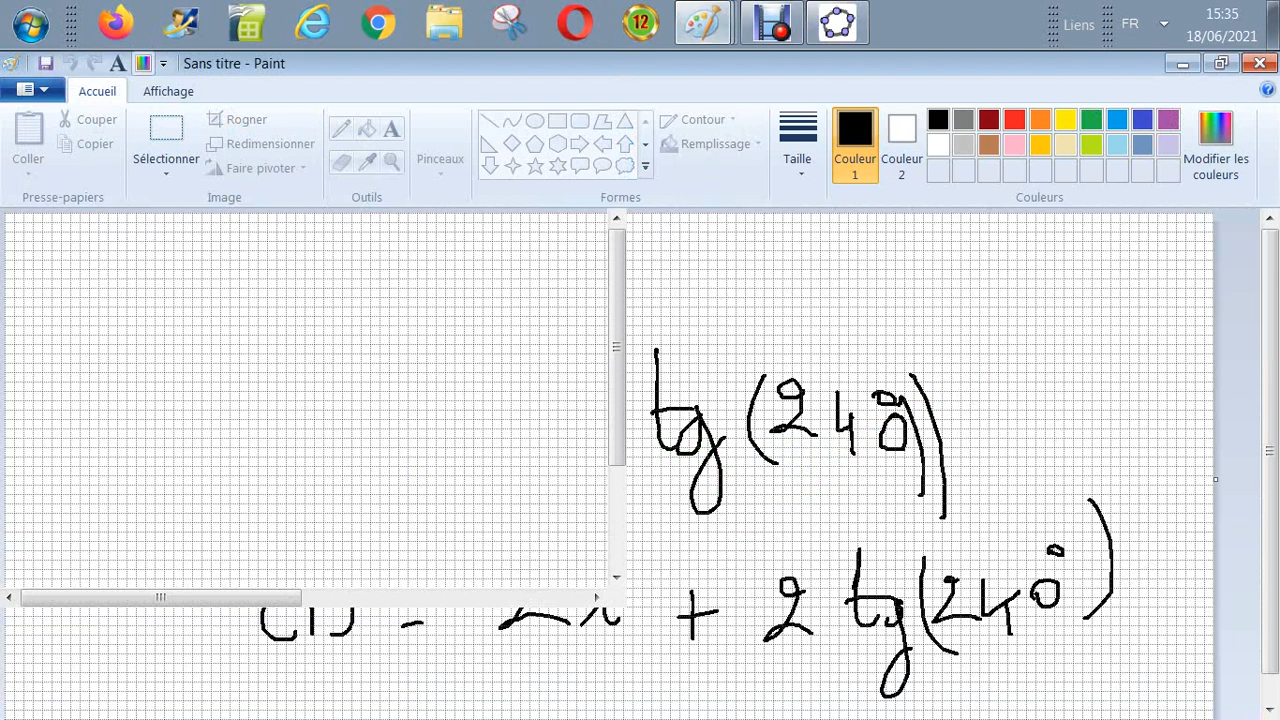 12
Liens
FR
15:35
18/06/2021
Sans titre - Paint
Accueil
Affichage
Coller
Couper
Copier
Presse-papiers
Sélectionner
Rogner
Redimensionner
Faire pivoter
Image
A
Outils
Pinceaux
Contour
Remplissage
Formes
Taille
Couleur 1
Couleur 2
Modifier les couleurs
Couleurs
tg(240°)
+ 2 tg(240°)